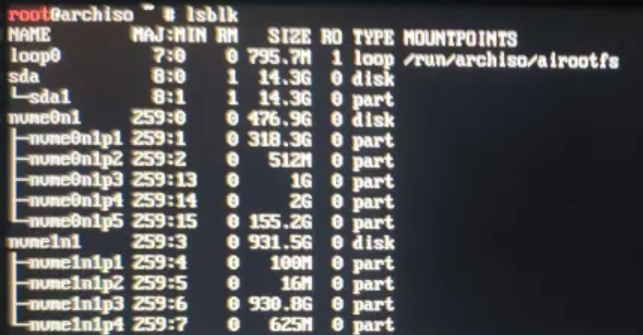 root@archiso ~ # lsblk
NAME        MAJ:MIN RM   SIZE RO TYPE MOUNTPOINTS
loop0         7:0    0 795.7M  1 loop /run/archiso/airootfs
sda           8:0    1  14.3G  0 disk
└─sda1        8:1    1  14.3G  0 part
nvme0n1     259:0    0 476.9G  0 disk
├─nvme0n1p1 259:1    0 318.3G  0 part
├─nvme0n1p2 259:2    0   512M  0 part
├─nvme0n1p3 259:13   0     1G  0 part
├─nvme0n1p4 259:14   0     2G  0 part
└─nvme0n1p5 259:15   0 155.2G  0 part
nvme1n1     259:3    0 931.5G  0 disk
├─nvme1n1p1 259:4    0   100M  0 part
├─nvme1n1p2 259:5    0    16M  0 part
├─nvme1n1p3 259:6    0 930.8G  0 part
└─nvme1n1p4 259:7    0   625M  0 part